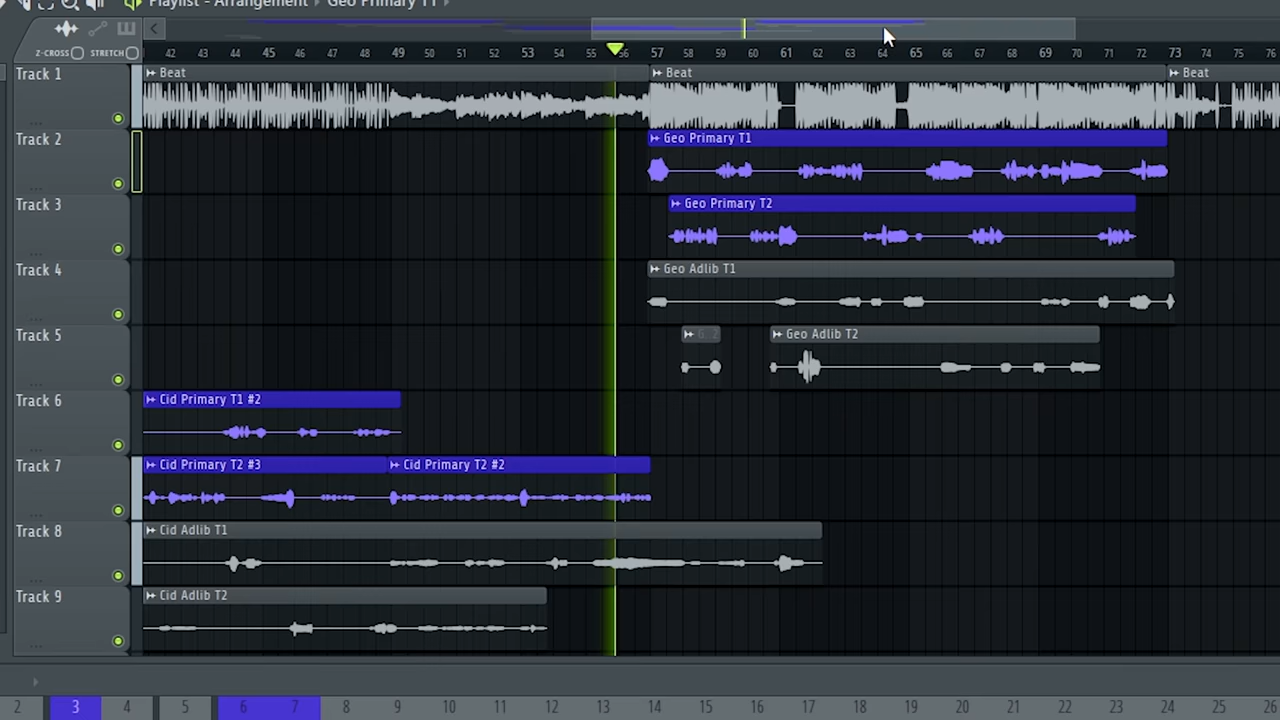 Playlist - Arrangement › Geo Primary T1 ›
Z-CROSS STRETCH
42 43 44 45 46 47 48 49 50 51 52 53 54 55 56 57 58 59 60 61 62 63 64 65 66 67 68 69 70 71 72 73 74 75 76
Track 1 Beat Beat Beat
Track 2 Geo Primary T1
Track 3 Geo Primary T2
Track 4 Geo Adlib T1
Track 5 G..2 Geo Adlib T2
Track 6 Cid Primary T1 #2
Track 7 Cid Primary T2 #3 Cid Primary T2 #2
Track 8 Cid Adlib T1
Track 9 Cid Adlib T2
2 3 4 5 6 7 8 9 10 11 12 13 14 15 16 17 18 19 20 21 22 23 24 25 26